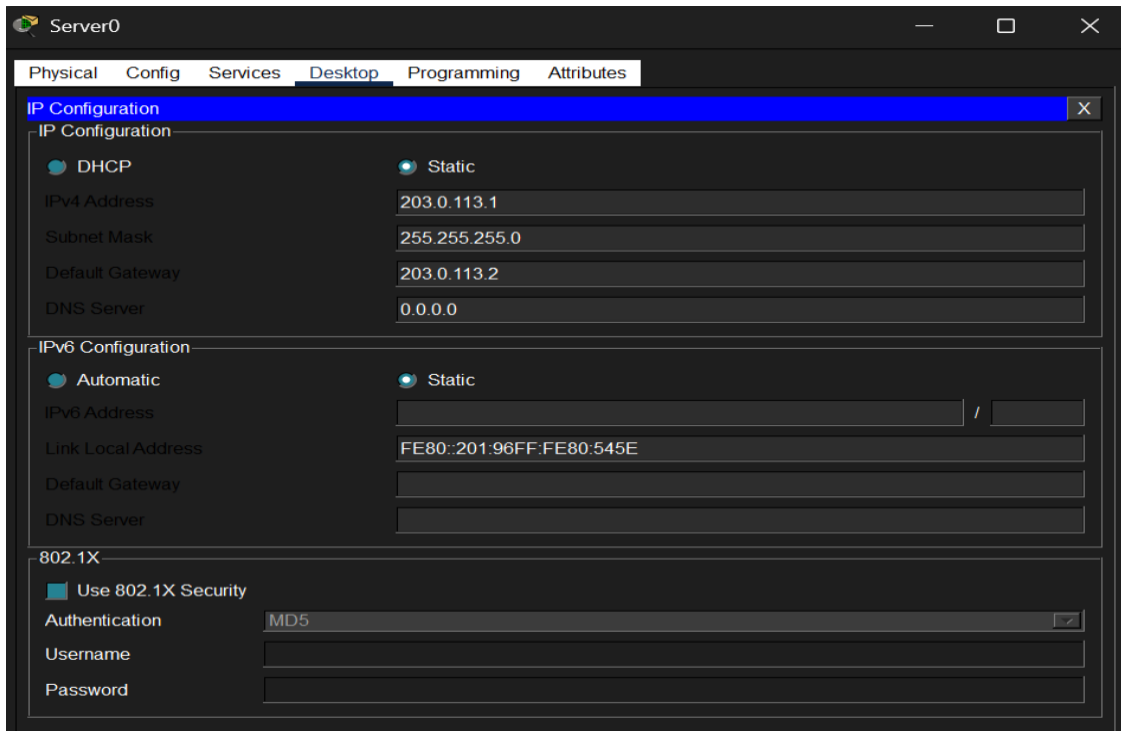 Server0
Physical Config Services Desktop Programming Attributes
IP Configuration X
IP Configuration
DHCP Static
IPv4 Address 203.0.113.1
Subnet Mask 255.255.255.0
Default Gateway 203.0.113.2
DNS Server 0.0.0.0
IPv6 Configuration
Automatic Static
IPv6 Address /
Link Local Address FE80::201:96FF:FE80:545E
Default Gateway
DNS Server
802.1X
Use 802.1X Security
Authentication MD5
Username
Password